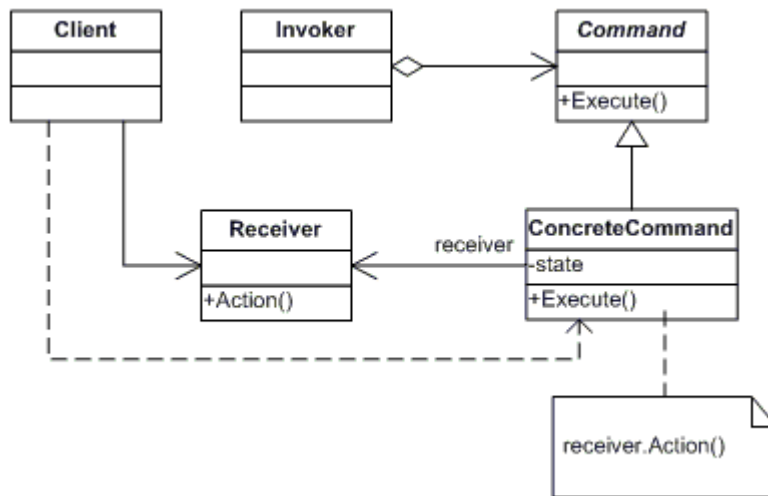 Client
Invoker
Command
+Execute()
Receiver
+Action()
receiver
ConcreteCommand
-state
+Execute()
receiver.Action()